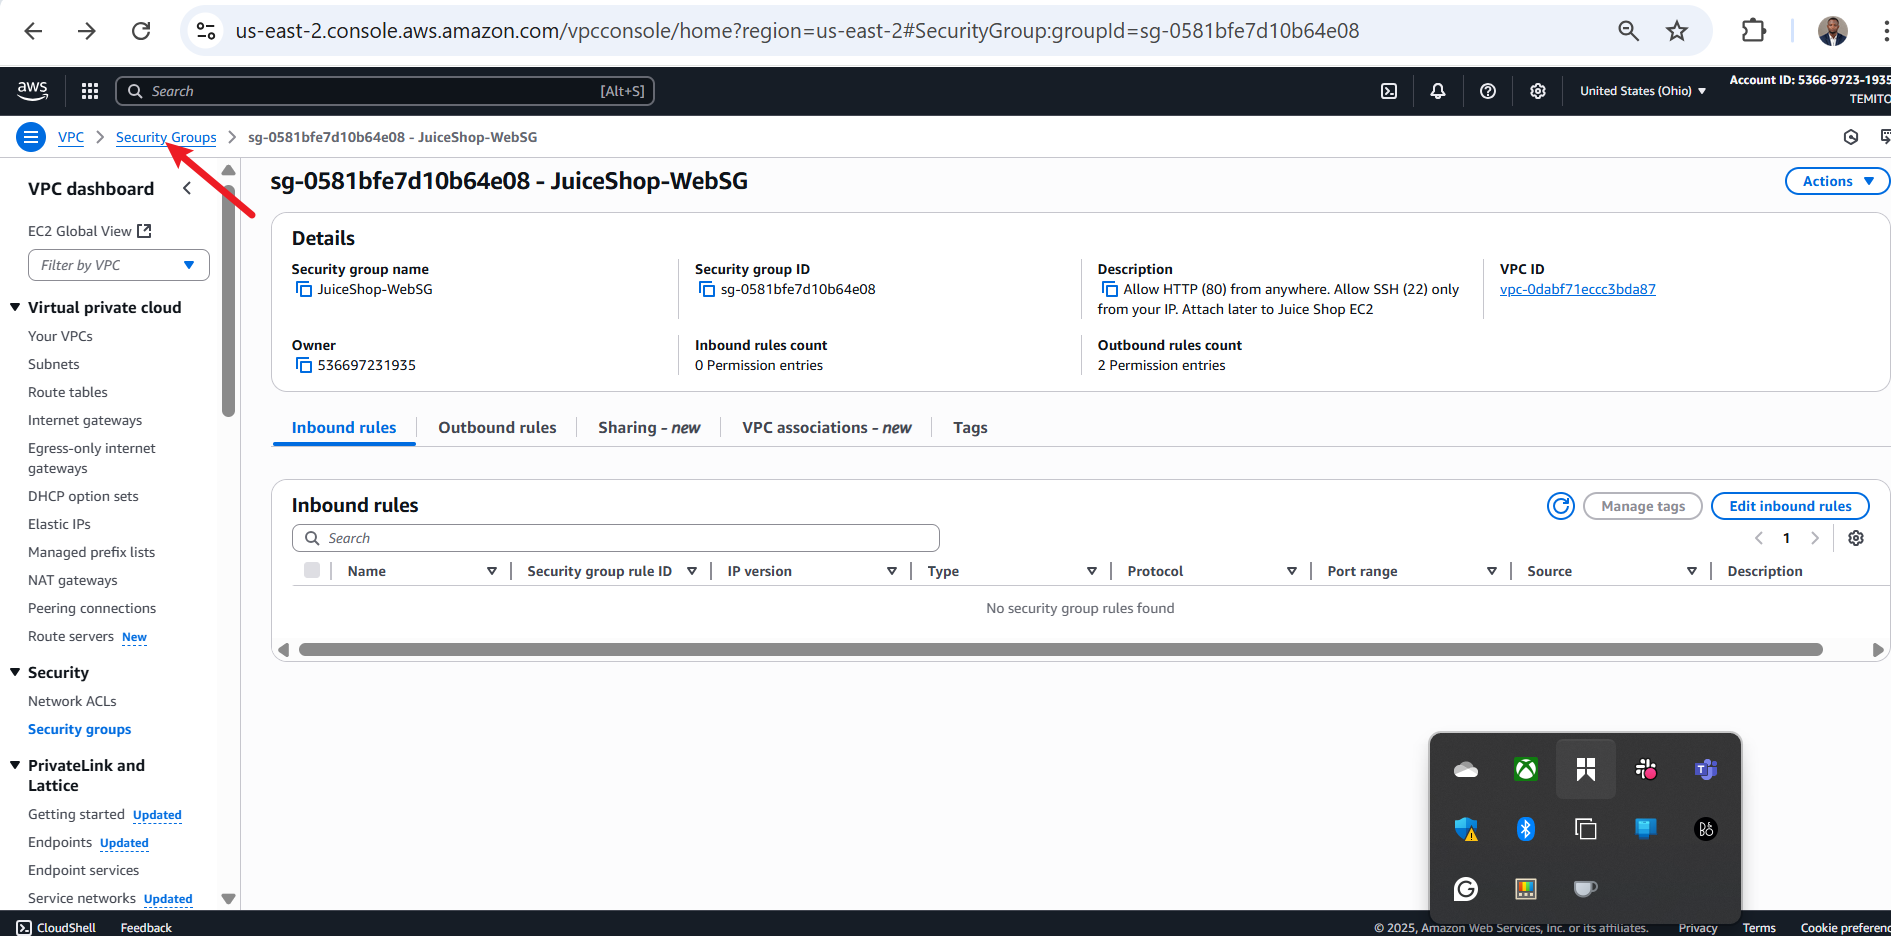 us-east-2.console.aws.amazon.com/vpcconsole/home?region=us-east-2#SecurityGroup:groupId=sg-0581bfe7d10b64e08
aws
Search [Alt+S]
United States (Ohio)
Account ID: 5366-9723-1935
TEMITO
VPC > Security Groups > sg-0581bfe7d10b64e08 - JuiceShop-WebSG
VPC dashboard
EC2 Global View
Filter by VPC
Virtual private cloud
Your VPCs
Subnets
Route tables
Internet gateways
Egress-only internet
gateways
DHCP option sets
Elastic IPs
Managed prefix lists
NAT gateways
Peering connections
Route servers New
Security
Network ACLs
Security groups
PrivateLink and
Lattice
Getting started Updated
Endpoints Updated
Endpoint services
Service networks Updated
sg-0581bfe7d10b64e08 - JuiceShop-WebSG
Actions
Details
Security group name
JuiceShop-WebSG
Security group ID
sg-0581bfe7d10b64e08
Description
Allow HTTP (80) from anywhere. Allow SSH (22) only
from your IP. Attach later to Juice Shop EC2
VPC ID
vpc-0dabf71eccc3bda87
Owner
536697231935
Inbound rules count
0 Permission entries
Outbound rules count
2 Permission entries
Inbound rules Outbound rules Sharing - new VPC associations - new Tags
Inbound rules
Manage tags Edit inbound rules
Search
1
Name Security group rule ID IP version Type Protocol Port range Source Description
No security group rules found
CloudShell Feedback
© 2025, Amazon Web Services, Inc. or its affiliates. Privacy Terms Cookie preferenc